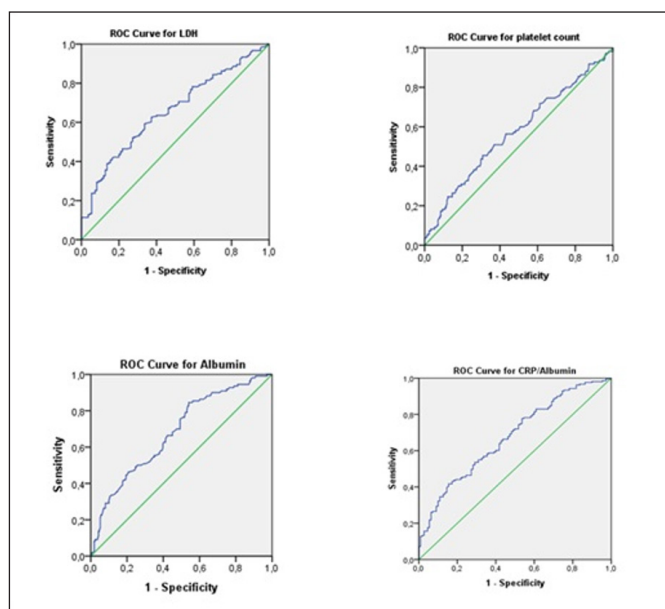 ROC Curve for LDH
1,0
0,8
0,6
0,4
0,2
0,0
Sensitivity
0,0 0,2 0,4 0,6 0,8 1,0
1 - Specificity
ROC Curve for platelet count
1,0
0,8
0,6
0,4
0,2
0,0
Sensitivity
0,0 0,2 0,4 0,6 0,8 1,0
1 - Specificity
ROC Curve for Albumin
1,0
0,8
0,6
0,4
0,2
0,0
Sensitivity
0,0 0,2 0,4 0,6 0,8 1,0
1 - Specificity
ROC Curve for CRP/Albumin
1,0
0,8
0,6
0,4
0,2
0,0
Sensitivity
0,0 0,2 0,4 0,6 0,8 1,0
1 - Specificity